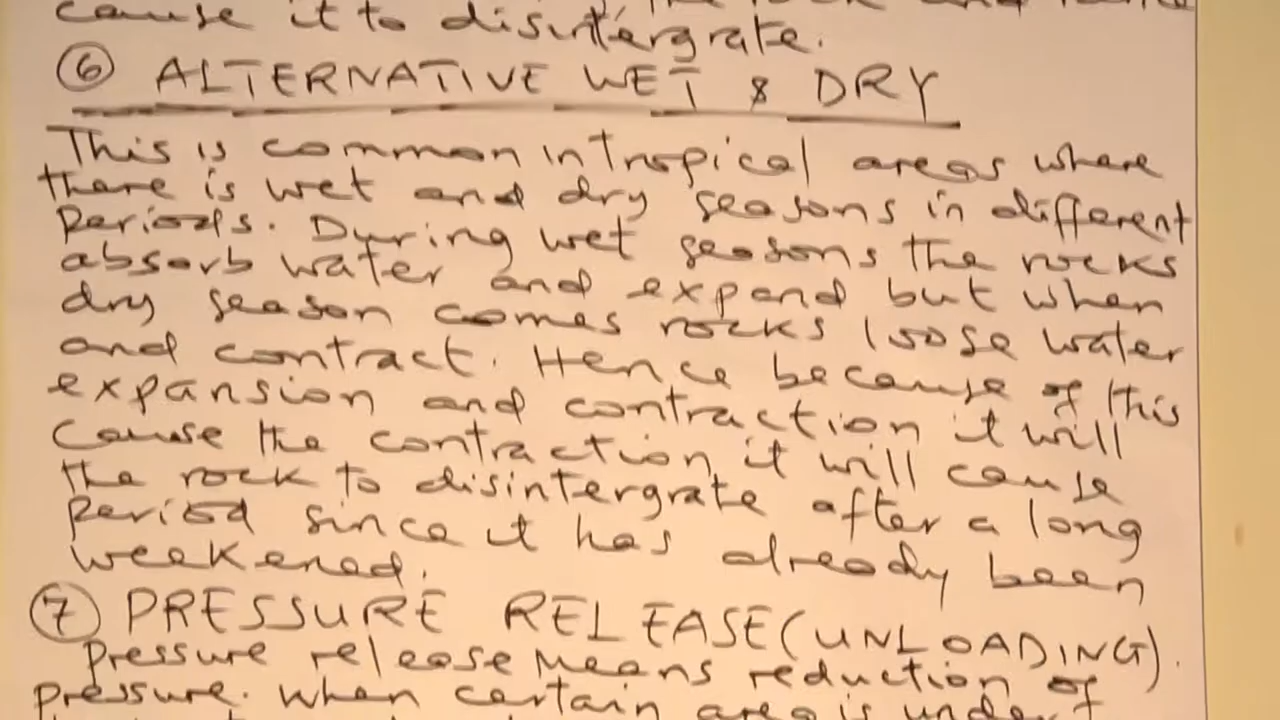 cause it to disintergrate.
⑥ ALTERNATIVE WET & DRY
This is common in Tropical areas where
there is wet and dry seasons in different
Periods. During wet seasons the rocks
absorb water and expand but when
dry season comes rocks loose water
and contract. Hence because of this
expansion and contraction it will
cause the contraction it will cause
the rock to disintergrate after a long
Period since it has already been
weekened.
⑦ PRESSURE RELEASE (UNLOADING).
Pressure release means reduction of
pressure. When certain area is under